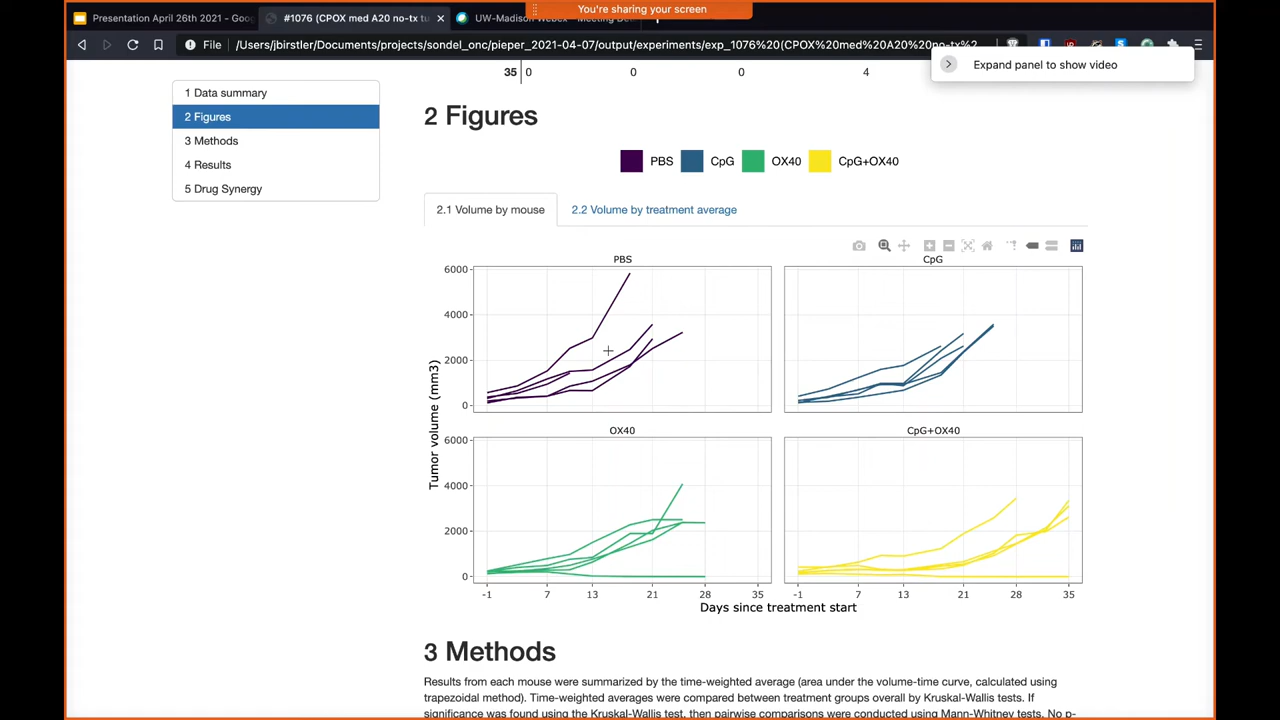 You're sharing your screen
Presentation April 26th 2021 - Goo
#1076 (CPOX med A20 no-tx tu
UW-Madison Webex - Meeting Det
File
/Users/jbirstler/Documents/projects/sondel_onc/pieper_2021-04-07/output/experiments/exp_1076%20(CPOX%20med%20A20%20no-tx%2
Expand panel to show video
35 0 0 0 4
1 Data summary
2 Figures
3 Methods
4 Results
5 Drug Synergy
2 Figures
PBS CpG OX40 CpG+OX40
2.1 Volume by mouse
2.2 Volume by treatment average
PBS
CpG
6000
4000
2000
0
OX40
CpG+OX40
6000
4000
2000
0
Tumor volume (mm3)
-1 7 13 21 28 35
-1 7 13 21 28 35
Days since treatment start
3 Methods
Results from each mouse were summarized by the time-weighted average (area under the volume-time curve, calculated using
trapezoidal method). Time-weighted averages were compared between treatment groups overall by Kruskal-Wallis tests. If
significance was found using the Kruskal-Wallis test, then pairwise comparisons were conducted using Mann-Whitney tests. No p-